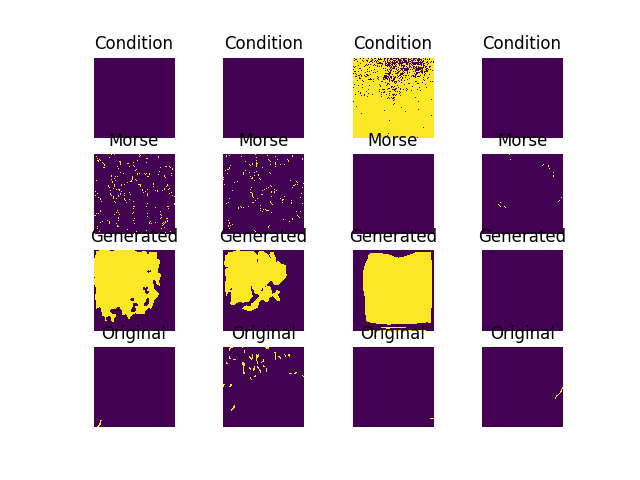 Condition Condition Condition Condition
Morse Morse Morse Morse
Generated Generated Generated Generated
Original Original Original Original